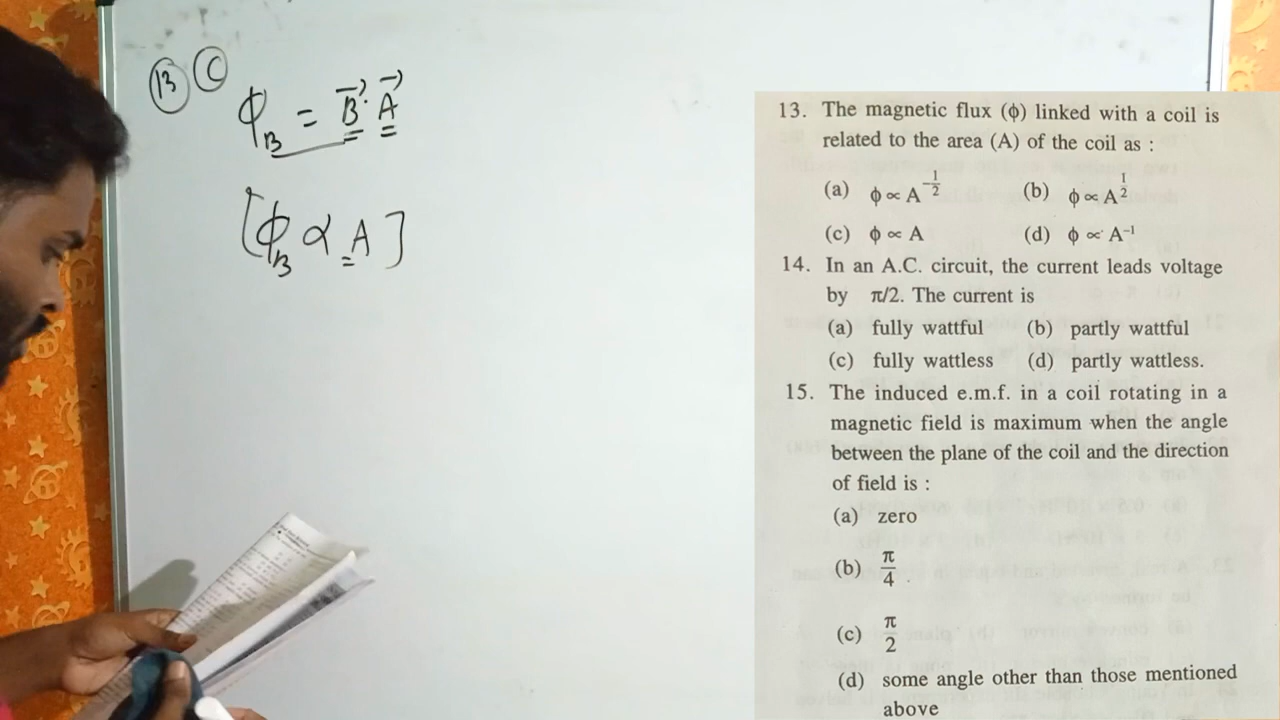 13 C
ϕ_B = B⃗ · A⃗
[ϕ_B ∝ A]
13. The magnetic flux (ϕ) linked with a coil is
related to the area (A) of the coil as :
(a) ϕ ∝ A^{-1/2} (b) ϕ ∝ A^{1/2}
(c) ϕ ∝ A (d) ϕ ∝ A^{-1}
14. In an A.C. circuit, the current leads voltage
by π/2. The current is
(a) fully wattful (b) partly wattful
(c) fully wattless (d) partly wattless.
15. The induced e.m.f. in a coil rotating in a
magnetic field is maximum when the angle
between the plane of the coil and the direction
of field is :
(a) zero
(b) π/4
(c) π/2
(d) some angle other than those mentioned
above